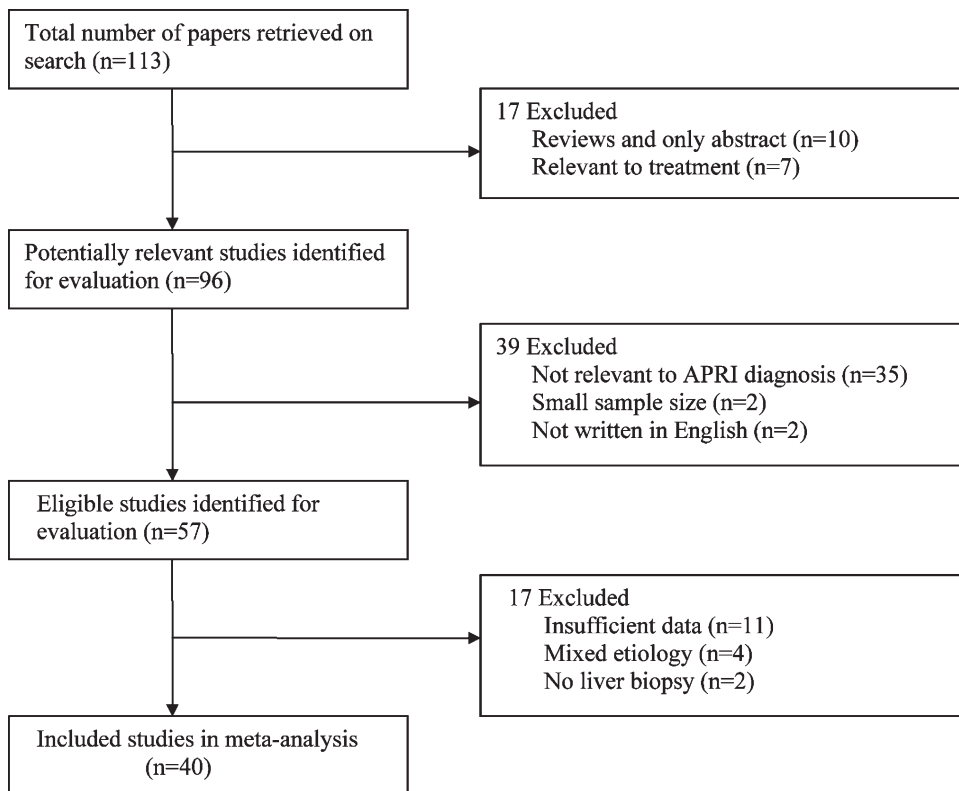 Total number of papers retrieved on
search (n=113)
17 Excluded
Reviews and only abstract (n=10)
Relevant to treatment (n=7)
Potentially relevant studies identified
for evaluation (n=96)
39 Excluded
Not relevant to APRI diagnosis (n=35)
Small sample size (n=2)
Not written in English (n=2)
Eligible studies identified for
evaluation (n=57)
17 Excluded
Insufficient data (n=11)
Mixed etiology (n=4)
No liver biopsy (n=2)
Included studies in meta-analysis
(n=40)